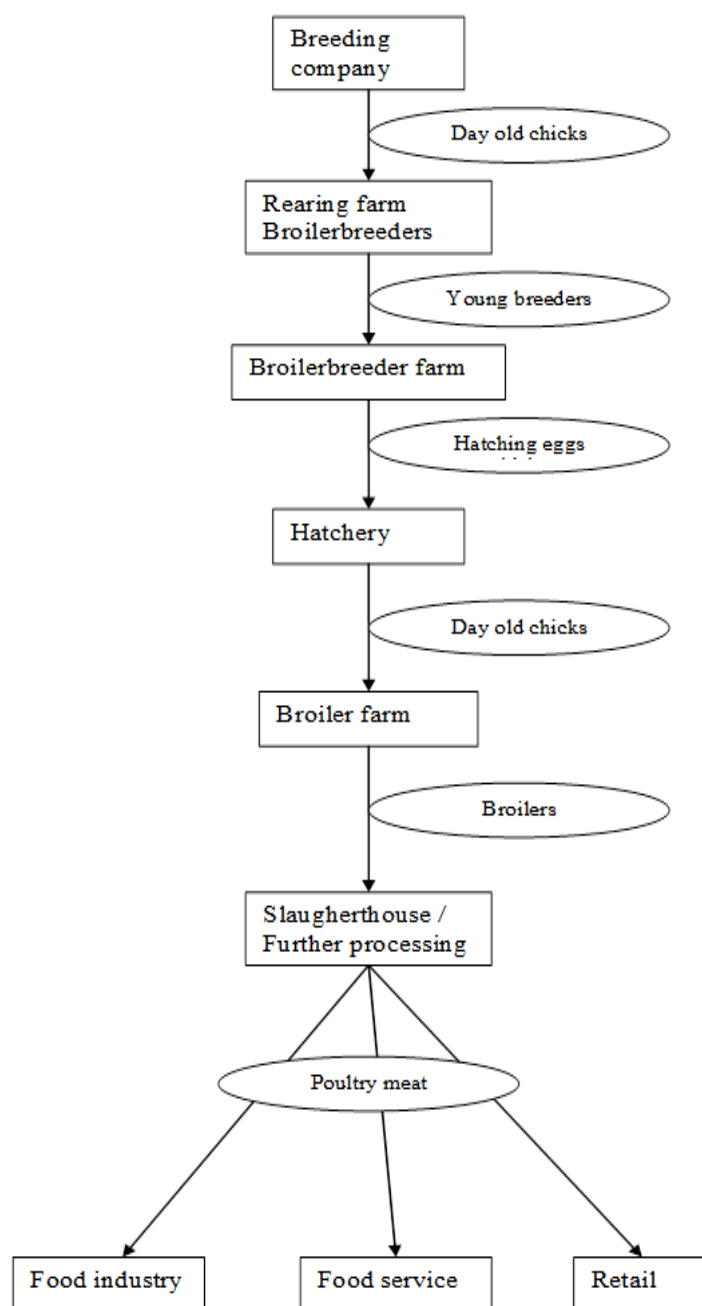 Breeding
company
Day old chicks
Rearing farm
Broilerbreeders
Young breeders
Broilerbreeder farm
Hatching eggs
Hatchery
Day old chicks
Broiler farm
Broilers
Slaugherthouse /
Further processing
Poultry meat
Food industry
Food service
Retail